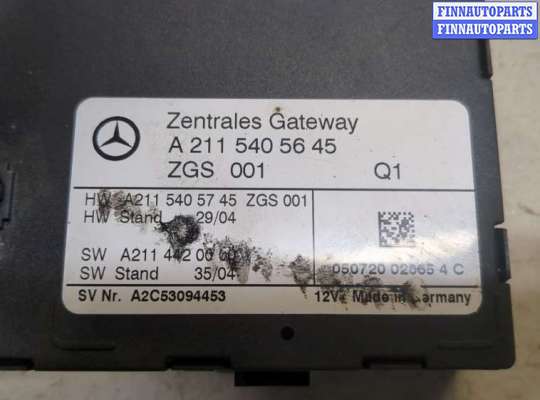 FINNAUTOPARTS
FINNAUTOPARTS
Zentrales Gateway
A 211 540 56 45
ZGS 001 Q1
HW A211 540 57 45 ZGS 001
HW Stand 29/04
SW A211 442 00 60
SW Stand 35/04
050720 02665 4 C
SV Nr. A2C53094453
12V Made in Germany